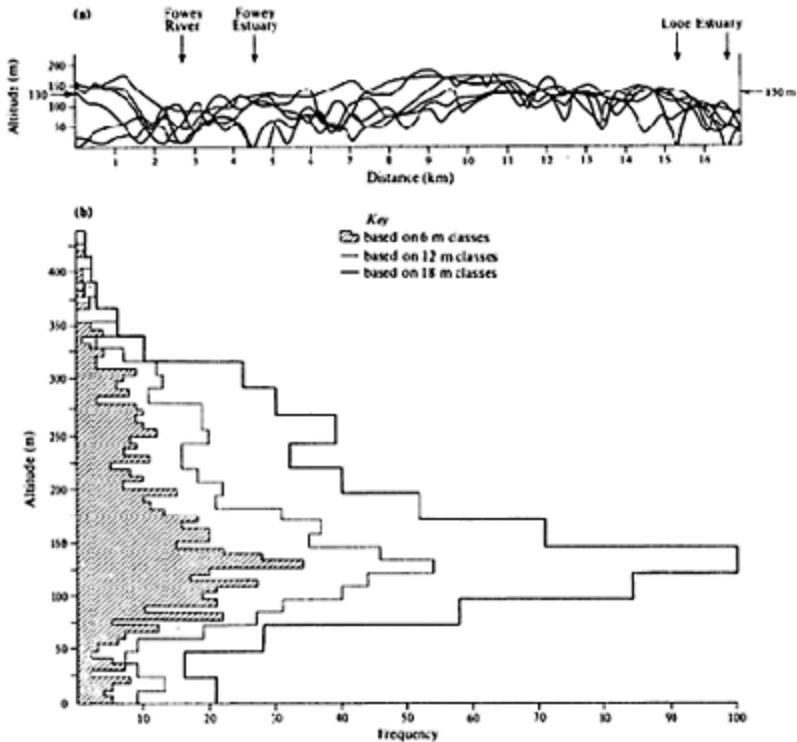 (a)
Fowey
River
Fowey
Estuary
Looe Estuary
Altitude (m)
200
150
130
100
50
130 m
1 2 3 4 5 6 7 8 9 10 11 12 13 14 15 16
Distance (km)
(b)
Key
based on 6 m classes
based on 12 m classes
based on 18 m classes
Altitude (m)
400
350
300
250
200
150
100
50
0
10 20 30 40 50 60 70 80 90 100
Frequency